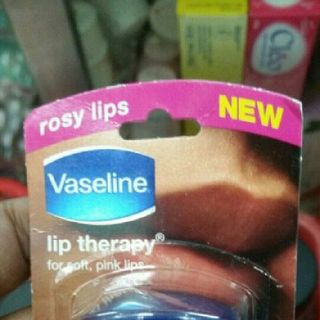 rosy lips
NEW
Vaseline
lip therapy®
for soft, pink lips